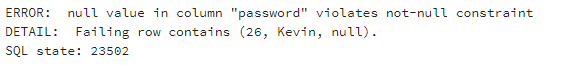 ERROR:  null value in column "password" violates not-null constraint
DETAIL:  Failing row contains (26, Kevin, null).
SQL state: 23502